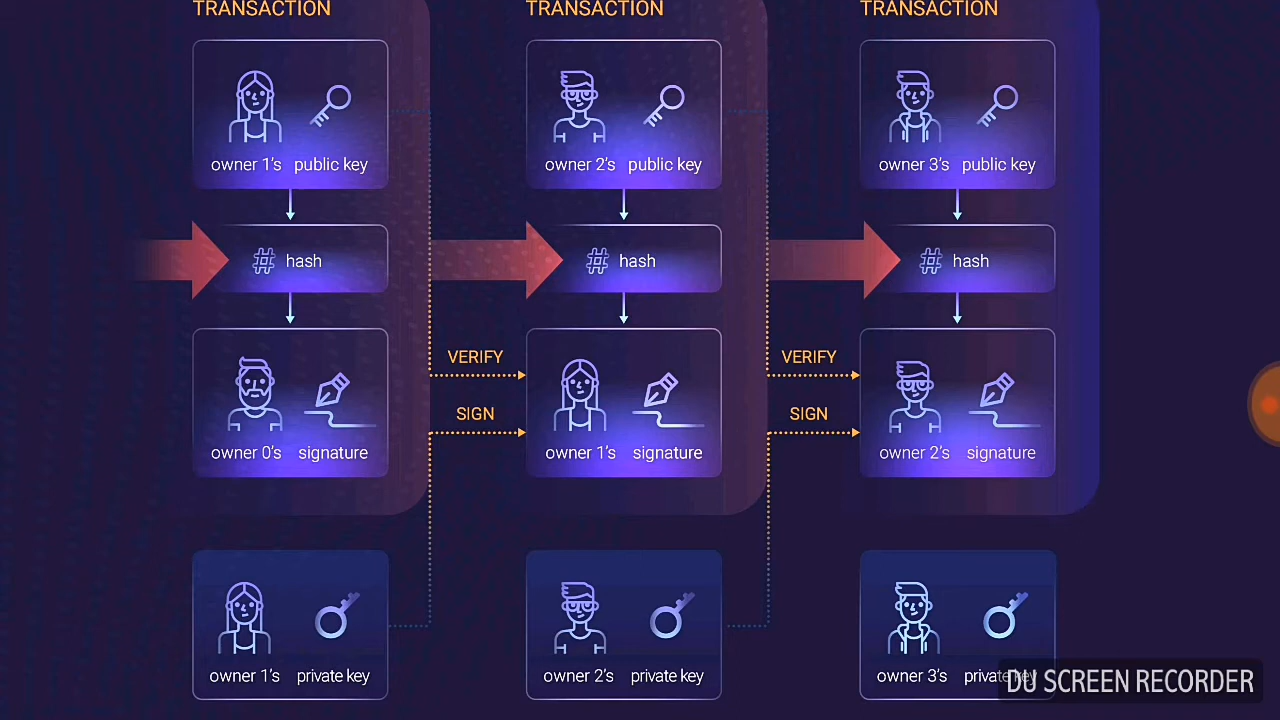 TRANSACTION TRANSACTION TRANSACTION
owner 1's public key owner 2's public key owner 3's public key
# hash # hash # hash
VERIFY VERIFY
SIGN SIGN
owner 0's signature owner 1's signature owner 2's signature
owner 1's private key owner 2's private key owner 3's private key
DU SCREEN RECORDER